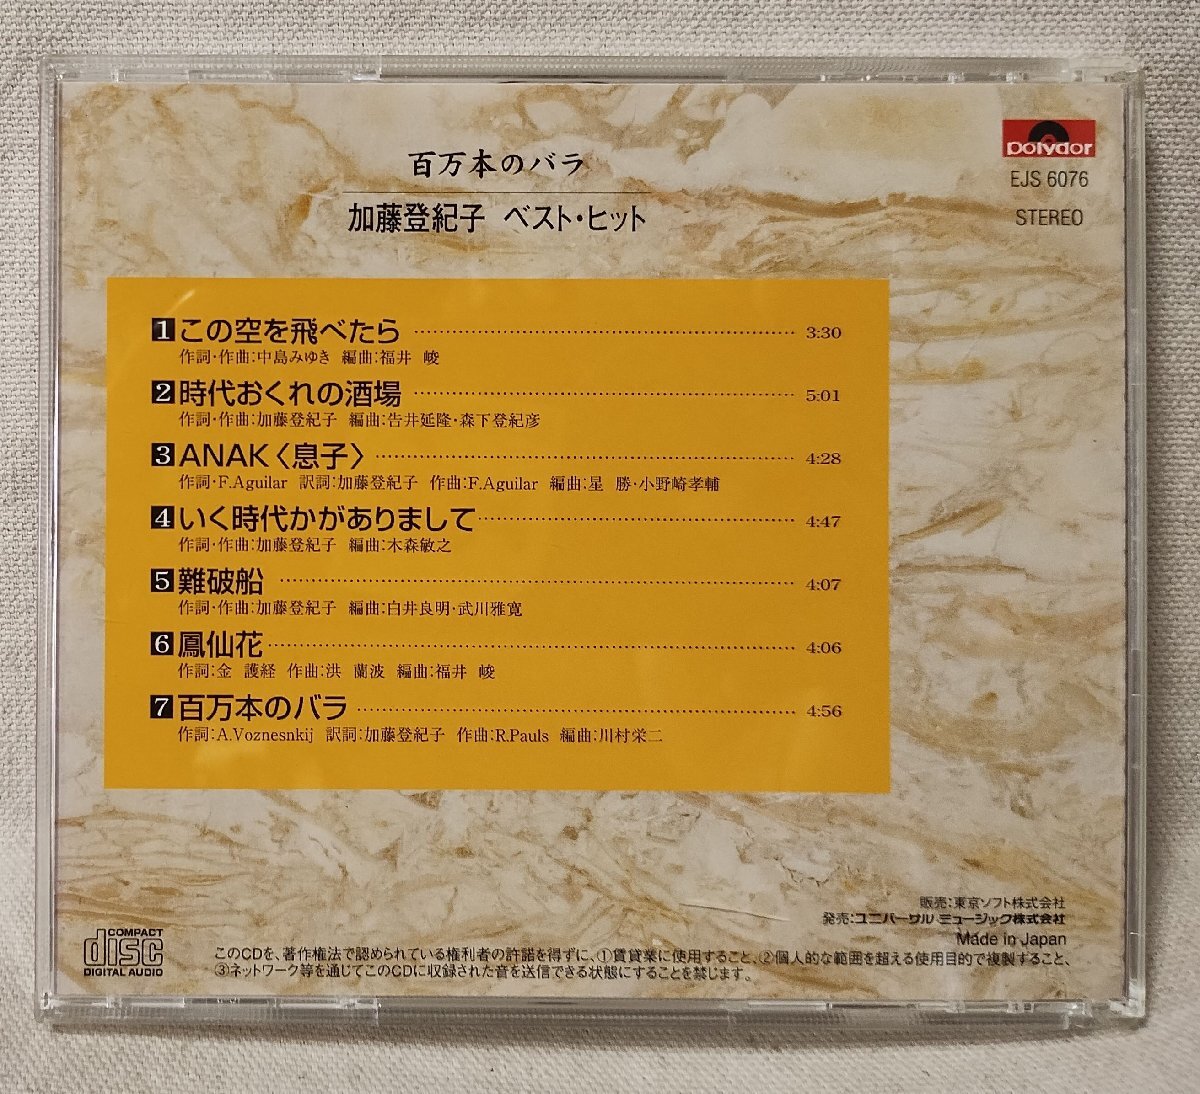 百万本のバラ
加藤登紀子 ベスト・ヒット
polydor
EJS 6076
STEREO
1 この空を飛べたら 3:30
作詞・作曲:中島みゆき 編曲:福井 峻
2 時代おくれの酒場 5:01
作詞・作曲:加藤登紀子 編曲:告井延隆・森下登紀彦
3 ANAK〈息子〉 4:28
作詞・F.Aguilar 訳詞:加藤登紀子 作曲:F.Aguilar 編曲:星 勝・小野崎孝輔
4 いく時代かがありまして 4:47
作詞・作曲:加藤登紀子 編曲:木森敏之
5 難破船 4:07
作詞・作曲:加藤登紀子 編曲:白井良明・武川雅寛
6 鳳仙花 4:06
作詞:金 護経 作曲:洪 蘭波 編曲:福井 峻
7 百万本のバラ 4:56
作詞:A.Voznesnkij 訳詞:加藤登紀子 作曲:R.Pauls 編曲:川村栄二
販売:東京ソフト株式会社
発売:ユニバーサル ミュージック株式会社
Made in Japan
COMPACT
disc
DIGITAL AUDIO
このCDを、著作権法で認められている権利者の許諾を得ずに、①賃貸業に使用すること、②個人的な範囲を超える使用目的で複製すること、
③ネットワーク等を通じてこのCDに収録された音を送信できる状態にすることを禁じます。